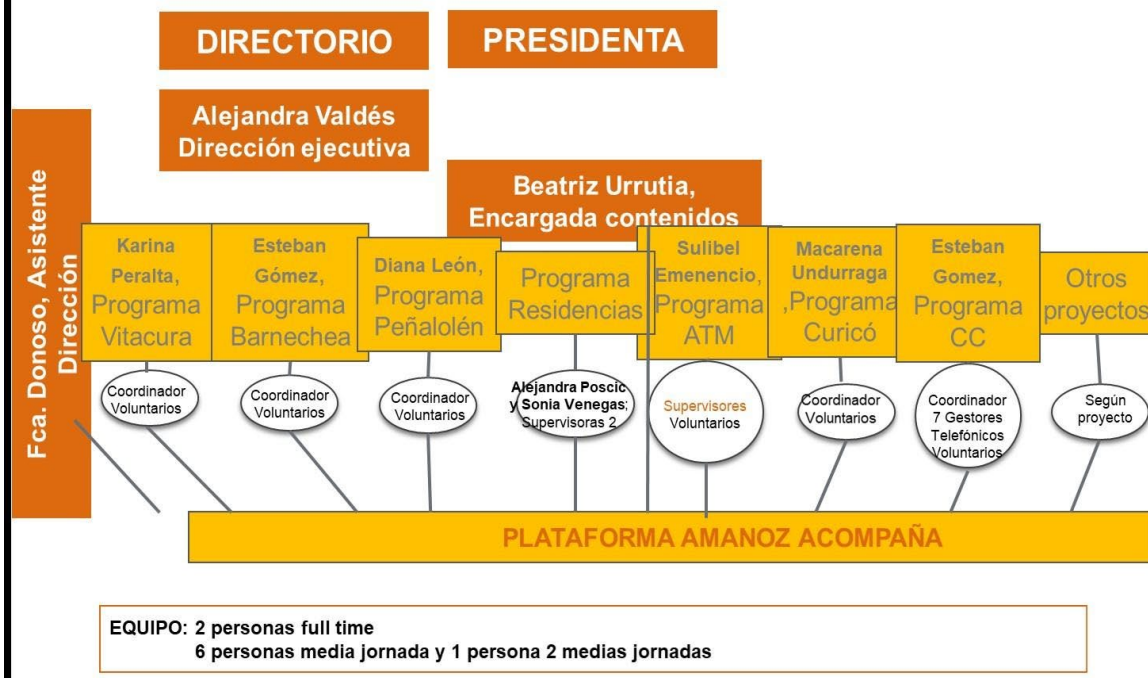 DIRECTORIO
PRESIDENTA
Alejandra Valdés
Dirección ejecutiva
Beatriz Urrutia,
Encargada contenidos
Fca. Donoso, Asistente
Dirección
Karina
Peralta,
Programa
Vitacura
Esteban
Gómez,
Programa
Barnechea
Diana León,
Programa
Peñalolén
Programa
Residencias
Sulibel
Emenencio,
Programa
ATM
Macarena
Undurraga
,Programa
Curicó
Esteban
Gomez,
Programa
CC
Otros
proyectos
Coordinador
Voluntarios
Coordinador
Voluntarios
Coordinador
Voluntarios
Alejandra Poscic
y Sonia Venegas;
Supervisoras 2
Supervisores
Voluntarios
Coordinador
Voluntarios
Coordinador
7 Gestores
Telefónicos
Voluntarios
Según
proyecto
PLATAFORMA AMANOZ ACOMPAÑA
EQUIPO: 2 personas full time
6 personas media jornada y 1 persona 2 medias jornadas